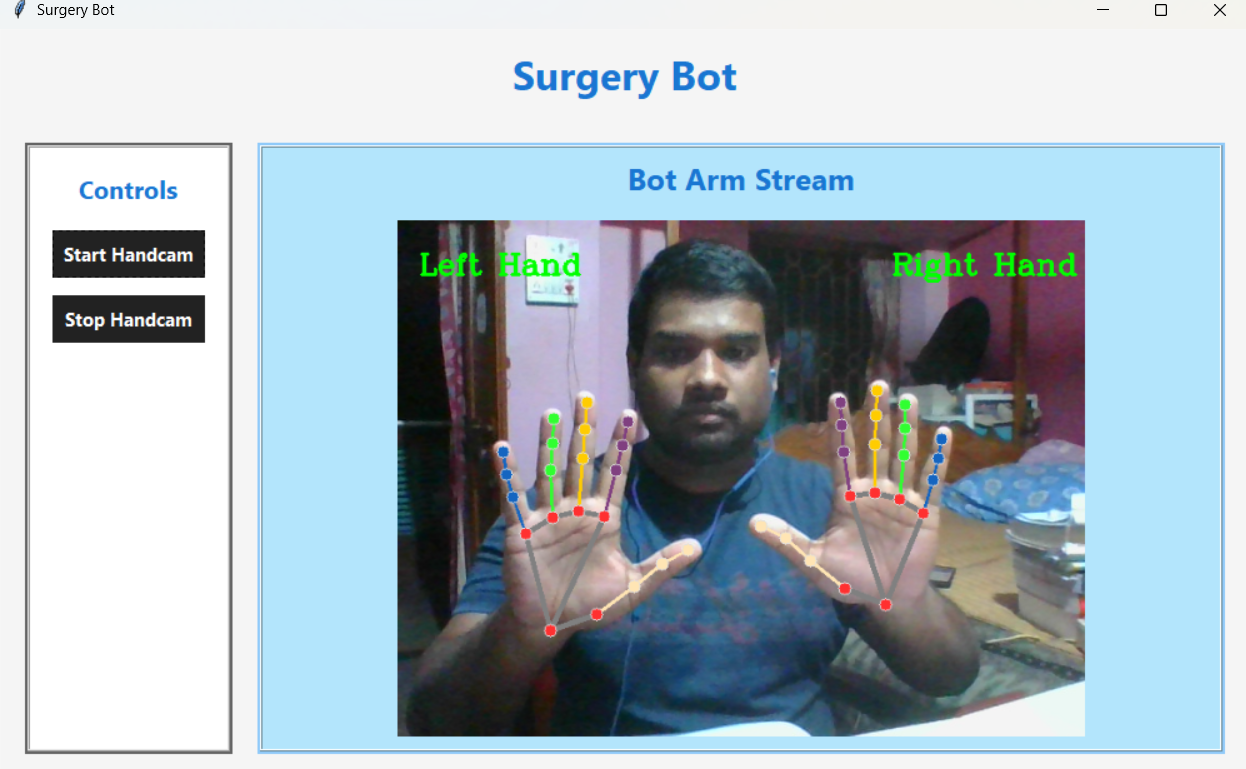 Surgery Bot
Surgery Bot
Controls
Start Handcam
Stop Handcam
Bot Arm Stream
Left Hand
Right Hand